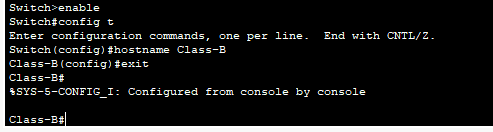 Switch>enable
Switch#config t
Enter configuration commands, one per line.  End with CNTL/Z.
Switch(config)#hostname Class-B
Class-B(config)#exit
Class-B#
%SYS-5-CONFIG_I: Configured from console by console
Class-B#